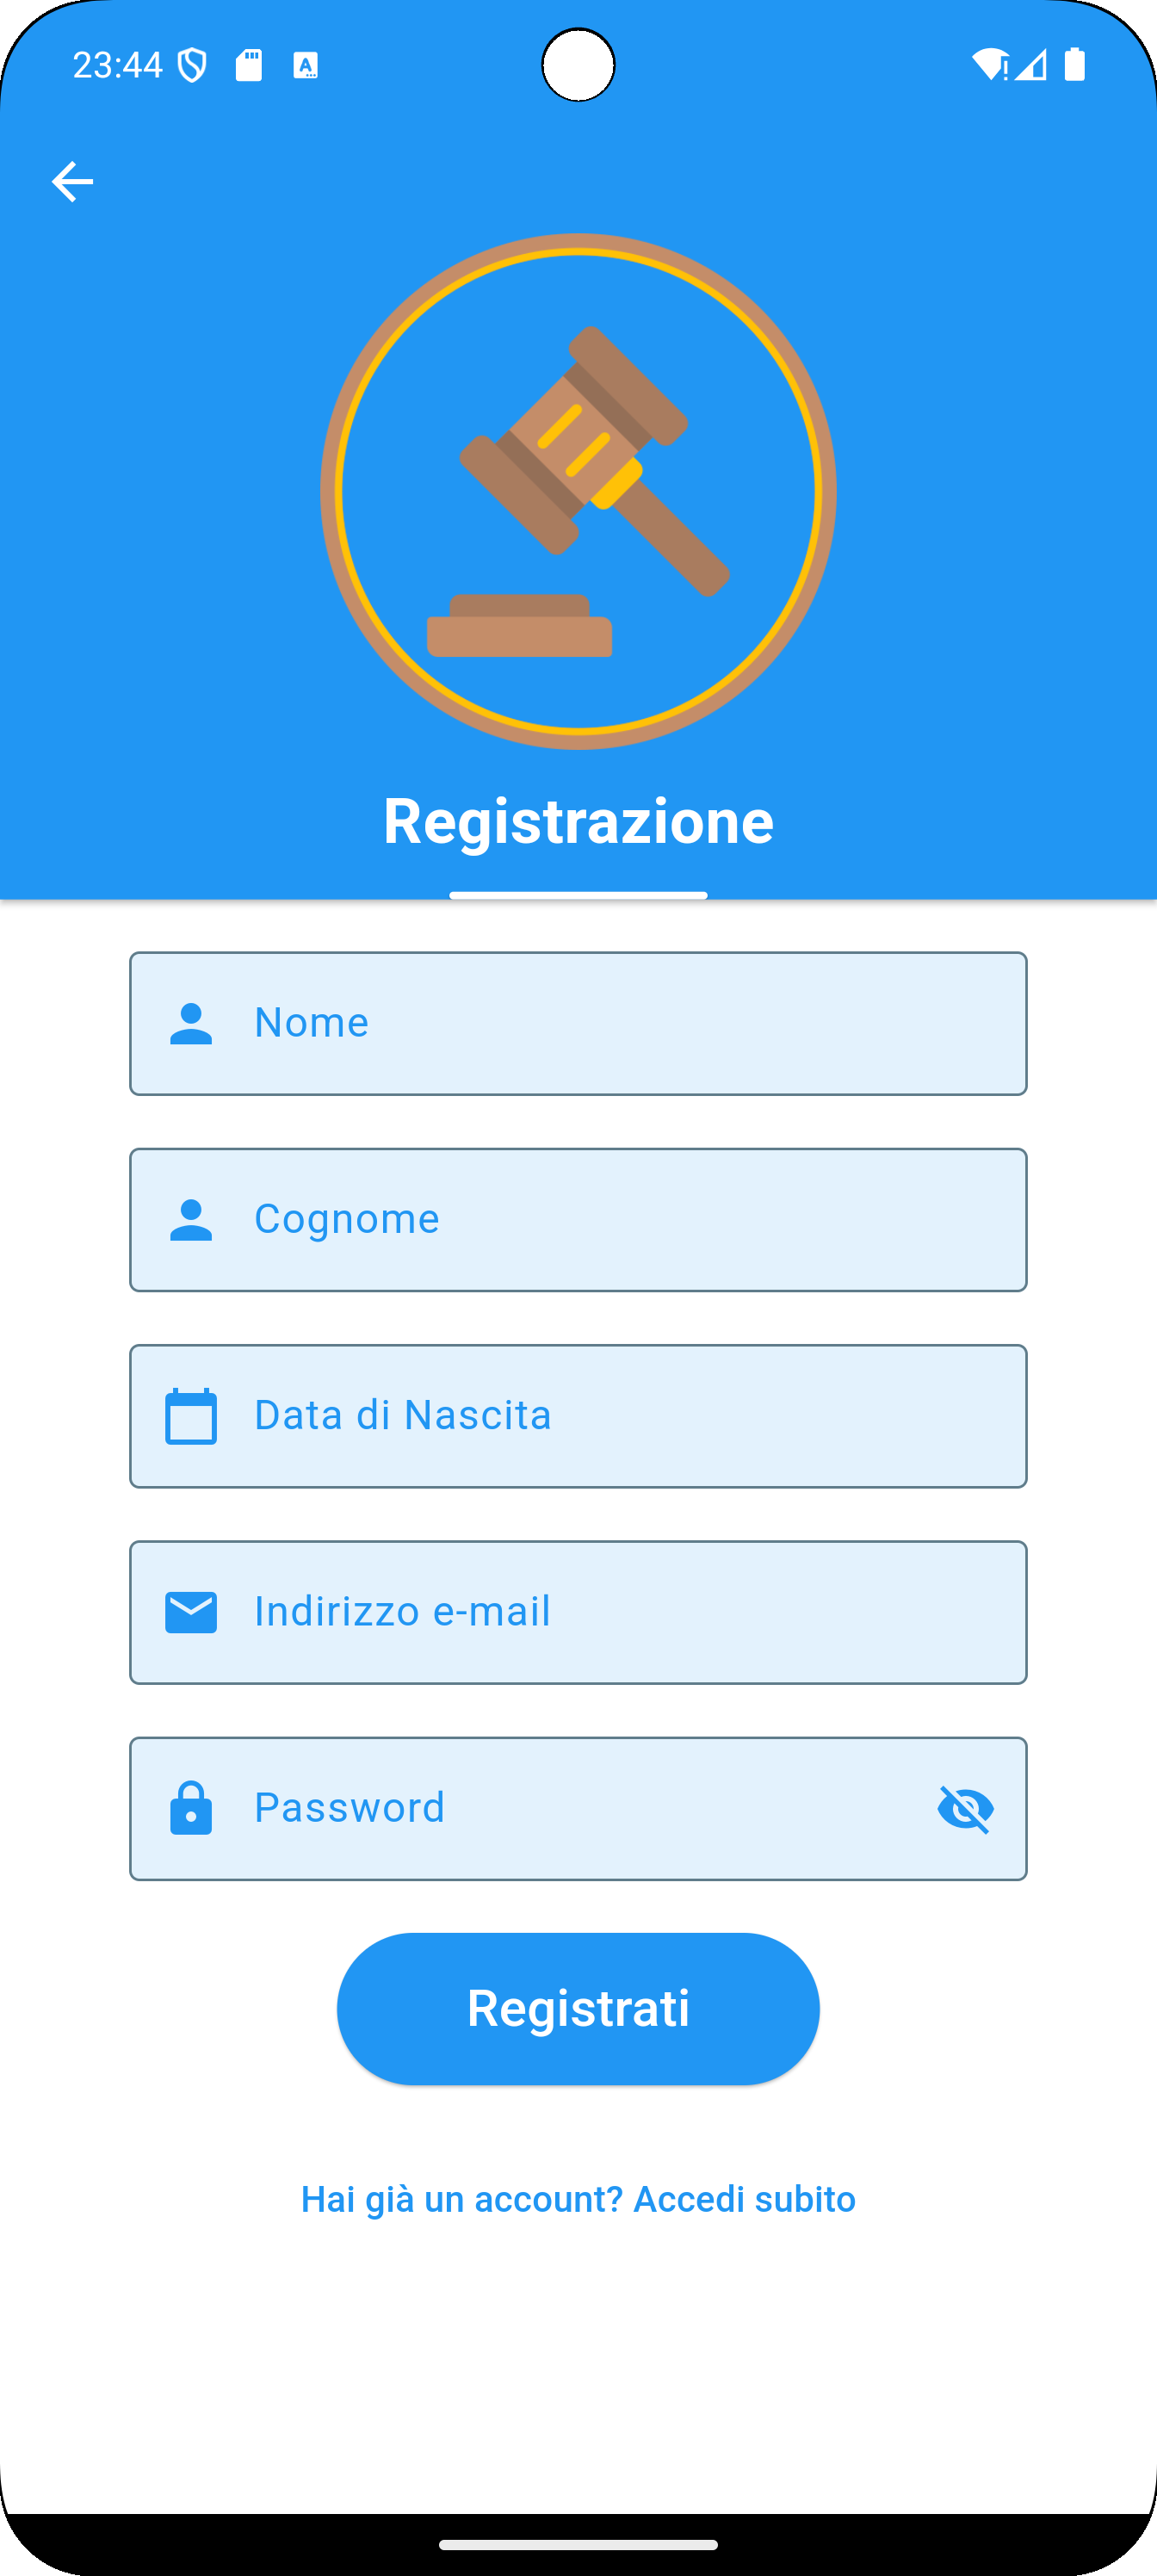 23:44
Registrazione
Nome
Cognome
Data di Nascita
Indirizzo e-mail
Password
Registrati
Hai già un account? Accedi subito